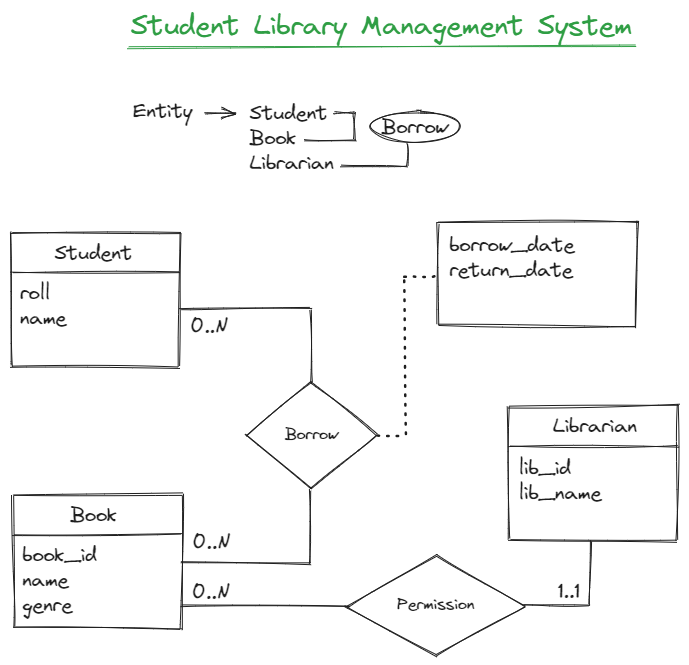 Student Library Management System
Entity → Student
Book
Borrow
Librarian
Student
roll
name
0..N
borrow_date
return_date
Borrow
Librarian
lib_id
lib_name
Book
book_id
name
genre
0..N
0..N
Permission
1..1